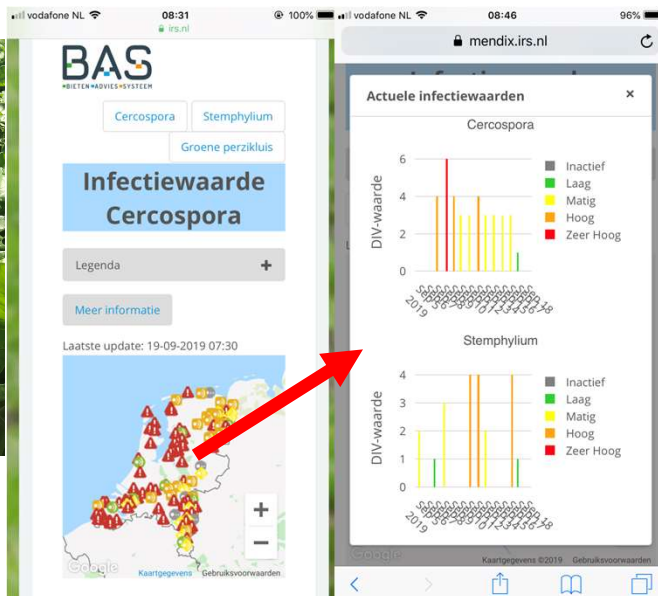 vodafone NL
08:31
100%
irs.nl
BAS
BIETEN ADVIES SYSTEEM
Cercospora
Stemphylium
Groene perzikluis
Infectiewaarde
Cercospora
Legenda +
Meer informatie
Laatste update: 19-09-2019 07:30
+
−
Google
Kaartgegevens
Gebruiksvoorwaarden
vodafone NL
08:46
96%
mendix.irs.nl
Actuele infectiewaarden ×
Cercospora
DIV-waarde
6
4
2
0
2019
Inactief
Laag
Matig
Hoog
Zeer Hoog
Stemphylium
DIV-waarde
4
3
2
1
0
2019
Inactief
Laag
Matig
Hoog
Zeer Hoog
Google
Kaartgegevens ©2019
Gebruiksvoorwaarden